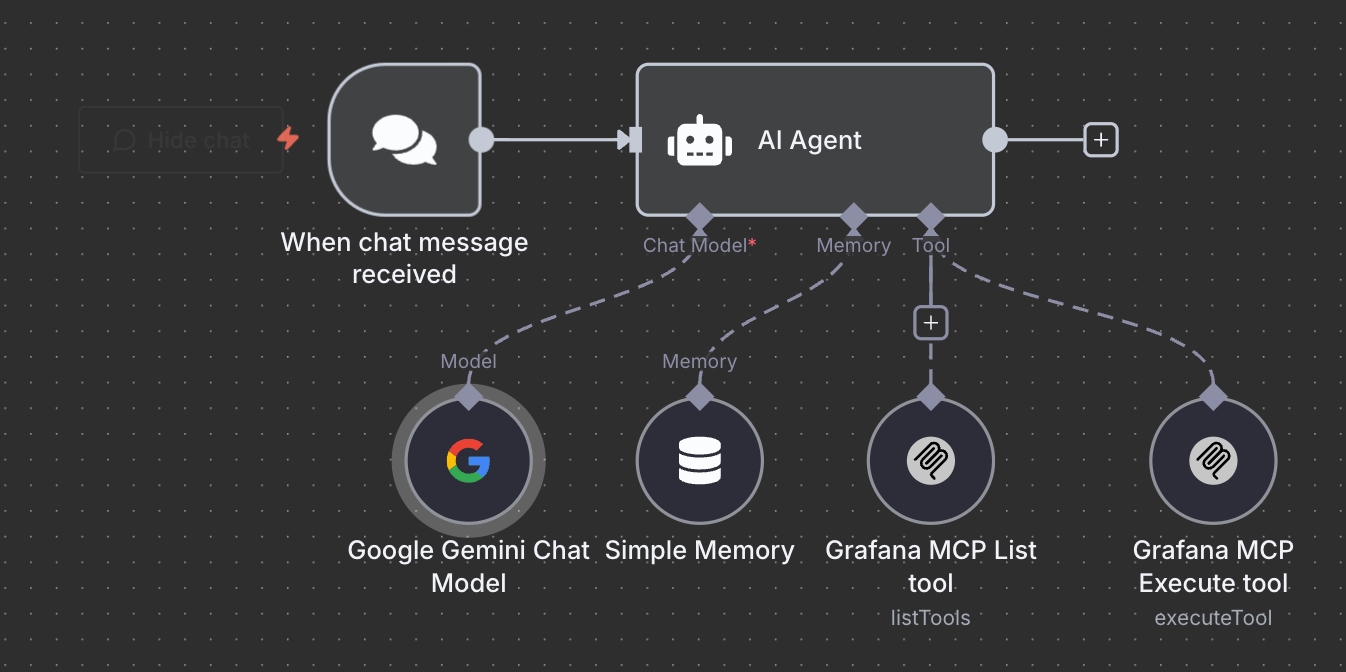 Hide chat
AI Agent
When chat message
received
Chat Model*
Memory
Tool
Model
Memory
Google Gemini Chat
Model
Simple Memory
Grafana MCP List
tool
listTools
Grafana MCP
Execute tool
executeTool